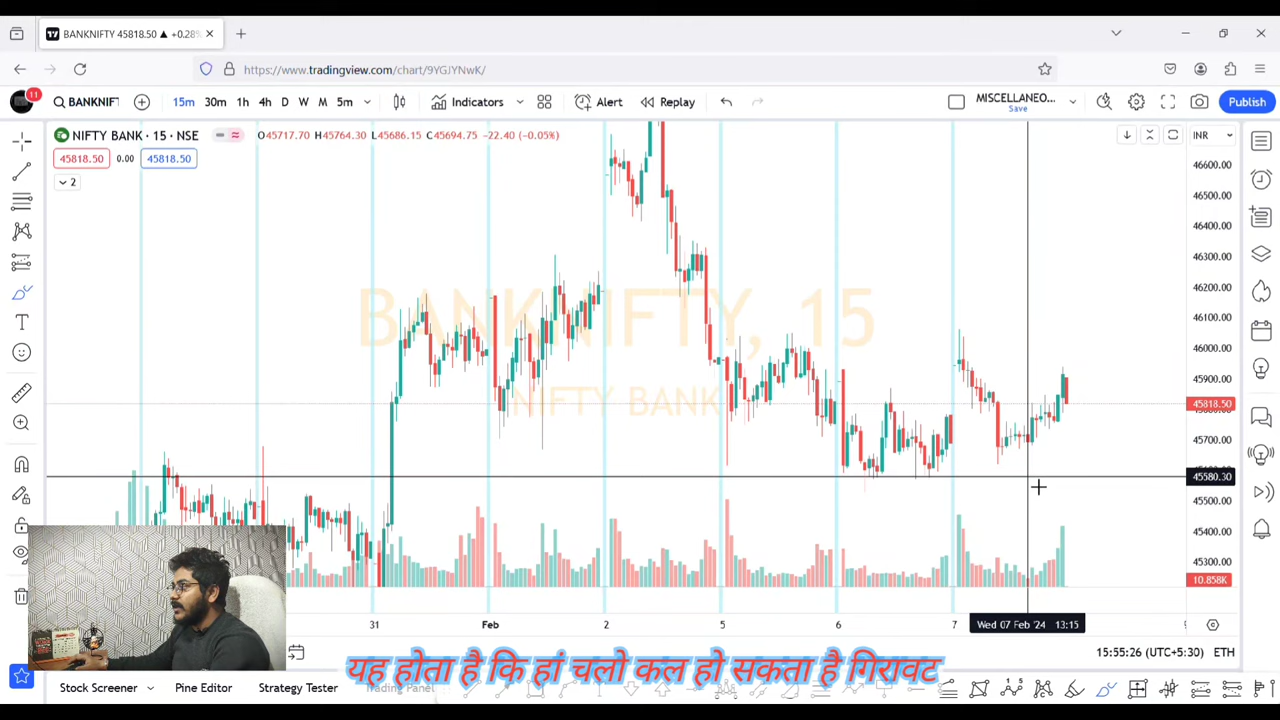 BANKNIFTY 45818.50 ▲ +0.28%
https://www.tradingview.com/chart/9YGJYNwK/
11
BANKNIFT
15m 30m 1h 4h D W M 5m
Indicators
Alert
Replay
MISCELLANEO...
Save
Publish
NIFTY BANK · 15 · NSE
O45717.70 H45764.30 L45686.15 C45694.75 −22.40 (−0.05%)
INR
45818.50 0.00 45818.50
2
46600.00
46500.00
46400.00
46300.00
46200.00
46100.00
46000.00
45900.00
45818.50
45700.00
45580.30
45500.00
45400.00
45300.00
10.858K
BANKNIFTY, 15
NIFTY BANK
31 Feb 2 5 6 7
Wed 07 Feb '24 13:15
15:55:26 (UTC+5:30) ETH
यह होता है कि हां चलो कल हो सकता है गिरावट
Stock Screener Pine Editor Strategy Tester Trading Panel